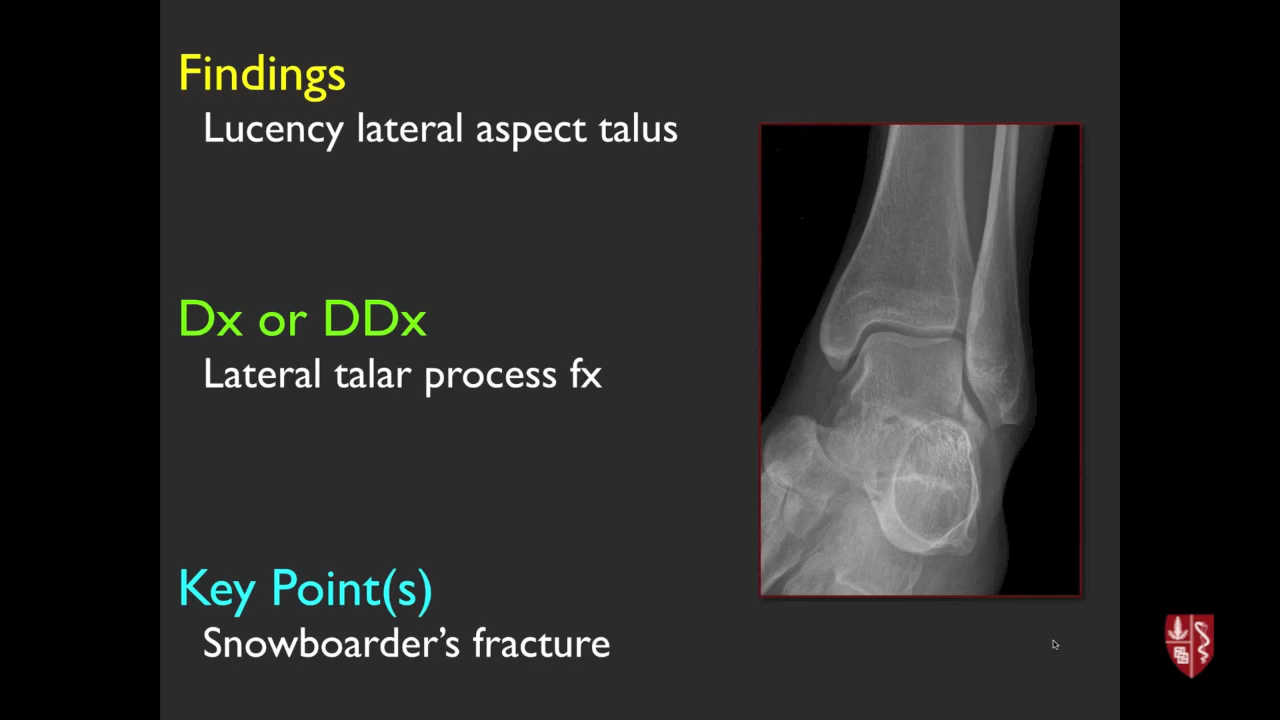 Findings
Lucency lateral aspect talus
Dx or DDx
Lateral talar process fx
Key Point(s)
Snowboarder’s fracture